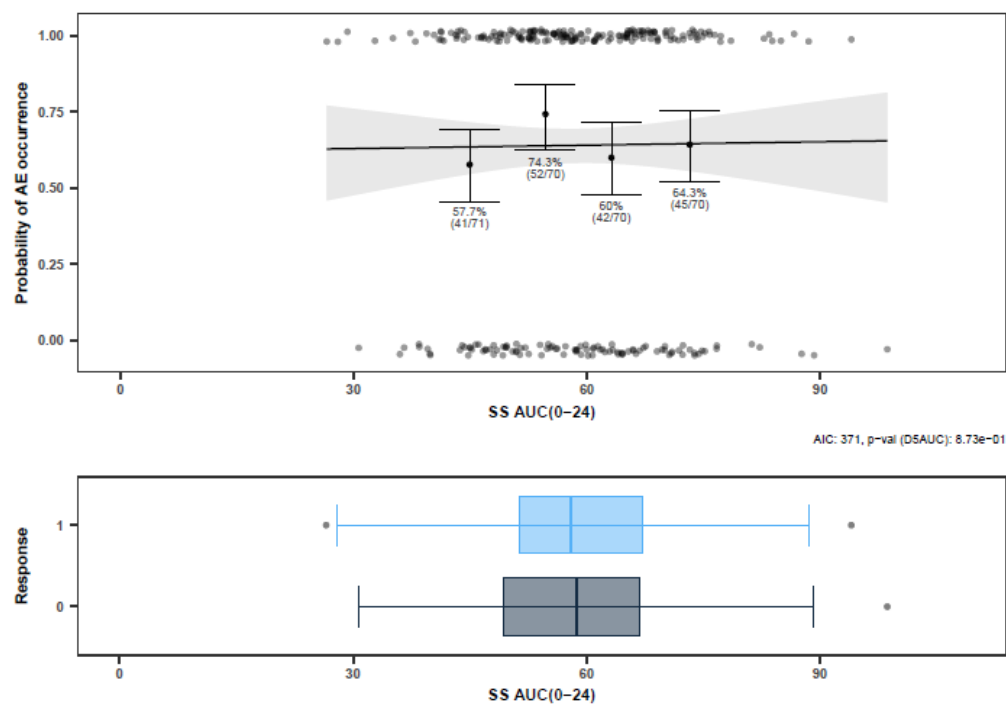 Probability of AE occurrence
1.00
0.75
0.50
0.25
0.00
57.7%
(41/71)
74.3%
(52/70)
60%
(42/70)
64.3%
(45/70)
0 30 60 90
SS AUC(0−24)
AIC: 371, p−val (D5AUC): 8.73e−01
Response
1
0
0 30 60 90
SS AUC(0−24)